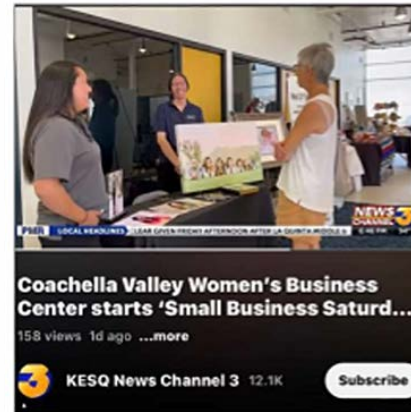 LOCAL HEADLINES
LEAR GIVEN FRIDAY AFTERNOON AFTER LA QUINTA MIDDLE S
NEWS
CHANNEL 3
Coachella Valley Women's Business
Center starts 'Small Business Saturd...
158 views 1d ago ...more
3 KESQ News Channel 3 12.1K Subscribe